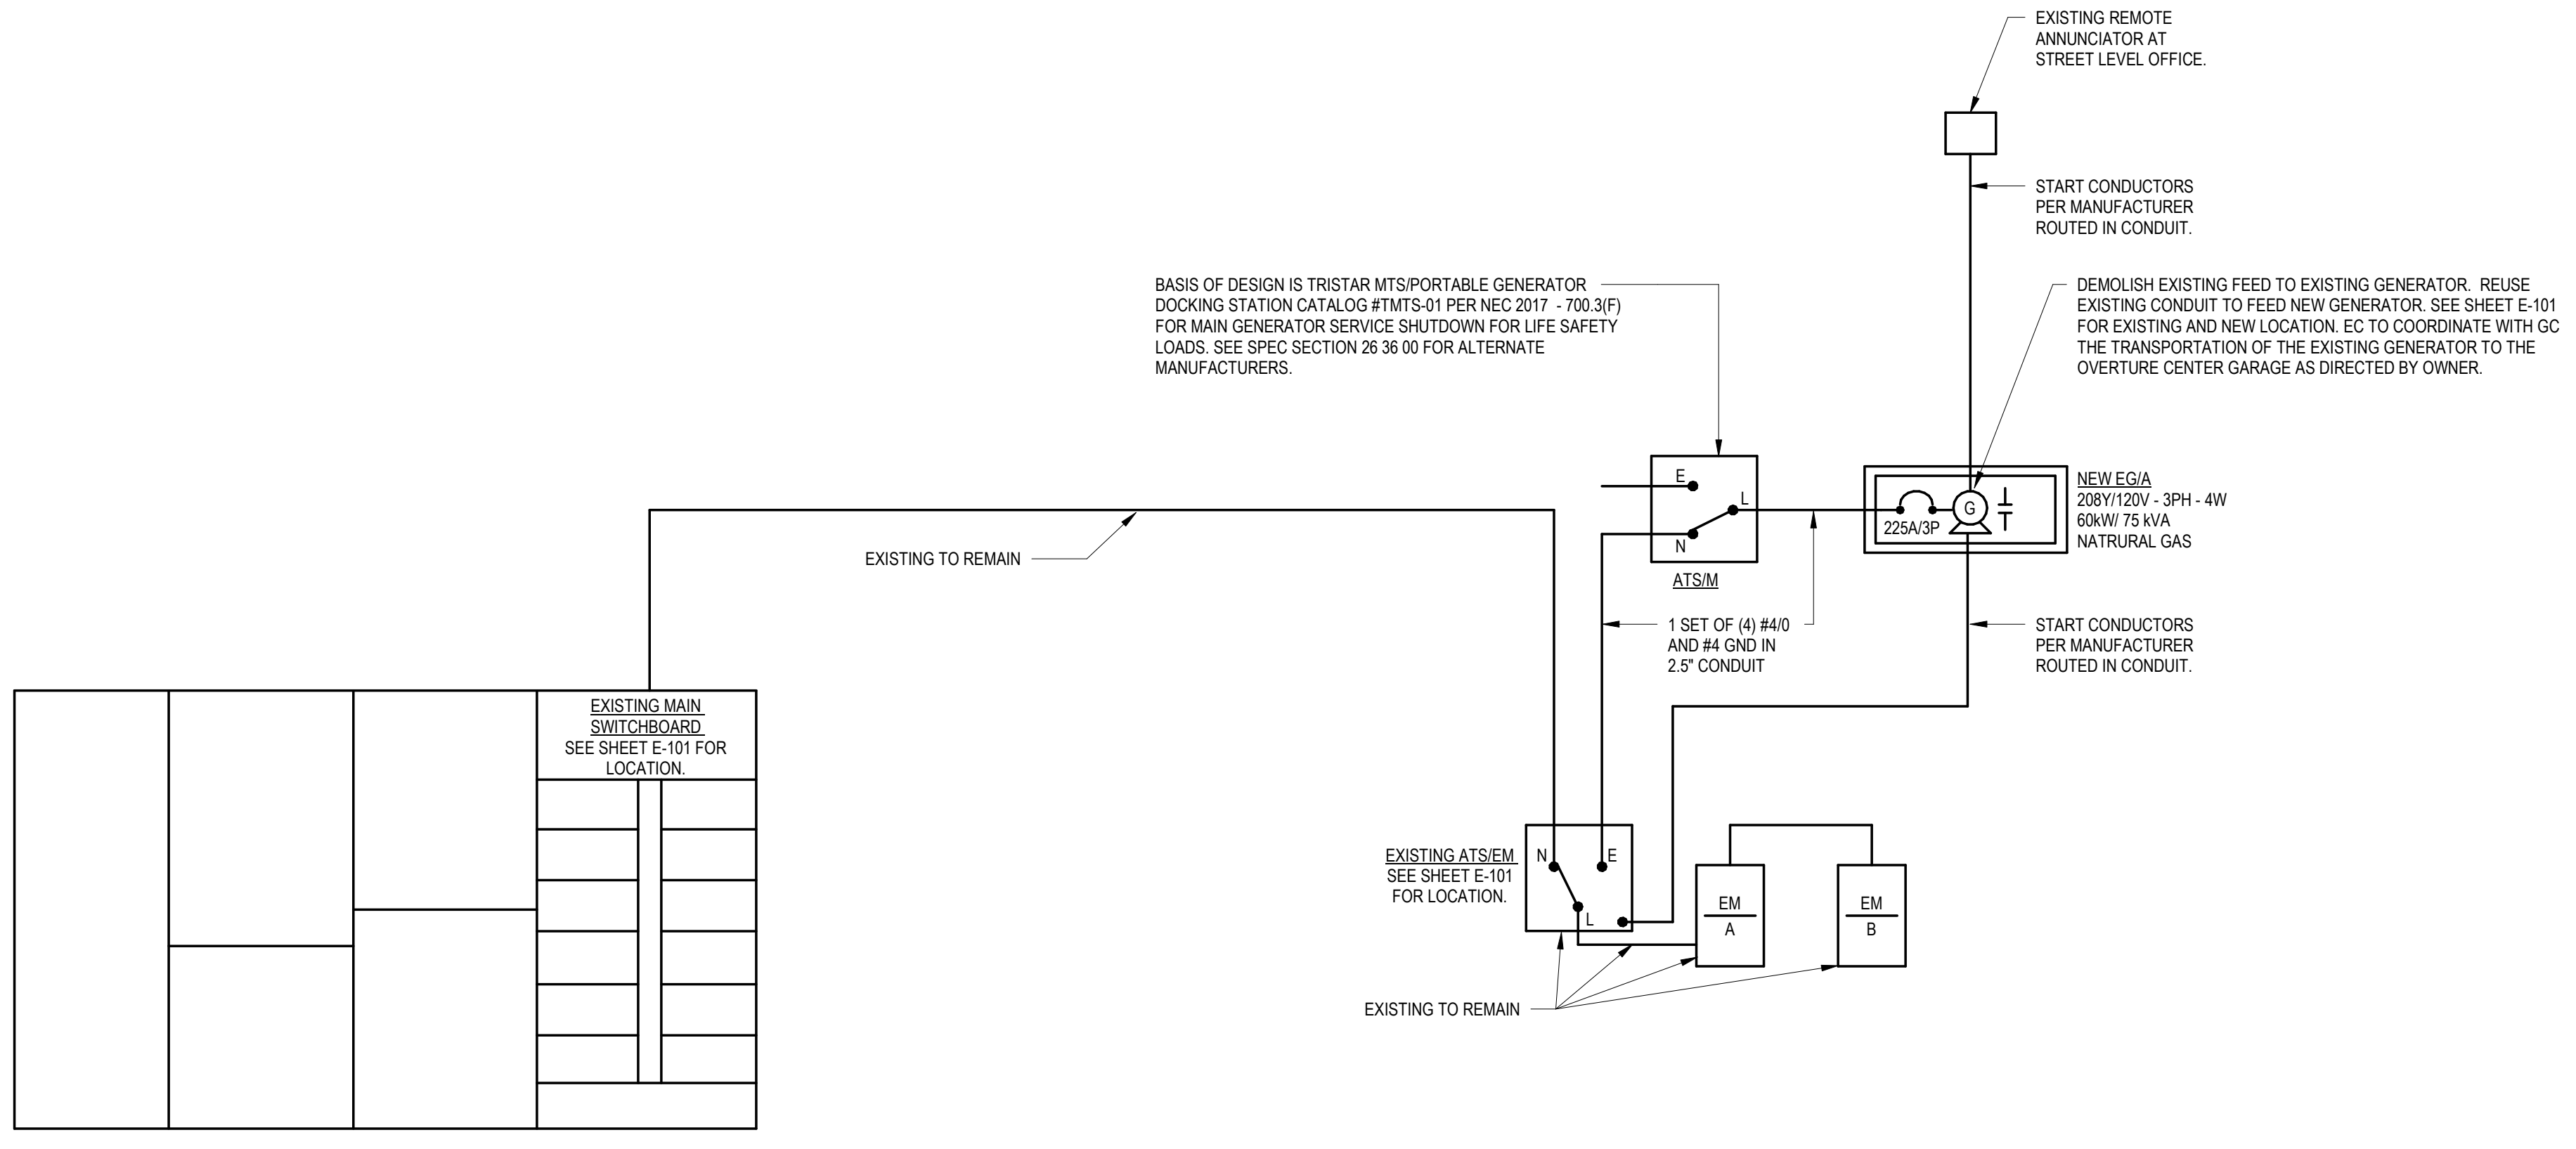 EXISTING REMOTE
ANNUNCIATOR AT
STREET LEVEL OFFICE.
START CONDUCTORS
PER MANUFACTURER
ROUTED IN CONDUIT.
BASIS OF DESIGN IS TRISTAR MTS/PORTABLE GENERATOR
DOCKING STATION CATALOG #TMTS-01 PER NEC 2017 - 700.3(F)
FOR MAIN GENERATOR SERVICE SHUTDOWN FOR LIFE SAFETY
LOADS. SEE SPEC SECTION 26 36 00 FOR ALTERNATE
MANUFACTURERS.
DEMOLISH EXISTING FEED TO EXISTING GENERATOR. REUSE
EXISTING CONDUIT TO FEED NEW GENERATOR. SEE SHEET E-101
FOR EXISTING AND NEW LOCATION. EC TO COORDINATE WITH GC
THE TRANSPORTATION OF THE EXISTING GENERATOR TO THE
OVERTURE CENTER GARAGE AS DIRECTED BY OWNER.
E
L
N
ATS/M
G
225A/3P
NEW EG/A
208Y/120V - 3PH - 4W
60kW/ 75 kVA
NATRURAL GAS
EXISTING TO REMAIN
1 SET OF (4) #4/0
AND #4 GND IN
2.5" CONDUIT
START CONDUCTORS
PER MANUFACTURER
ROUTED IN CONDUIT.
EXISTING MAIN
SWITCHBOARD
SEE SHEET E-101 FOR
LOCATION.
EXISTING ATS/EM
SEE SHEET E-101
FOR LOCATION.
N
E
L
EM
A
EM
B
EXISTING TO REMAIN